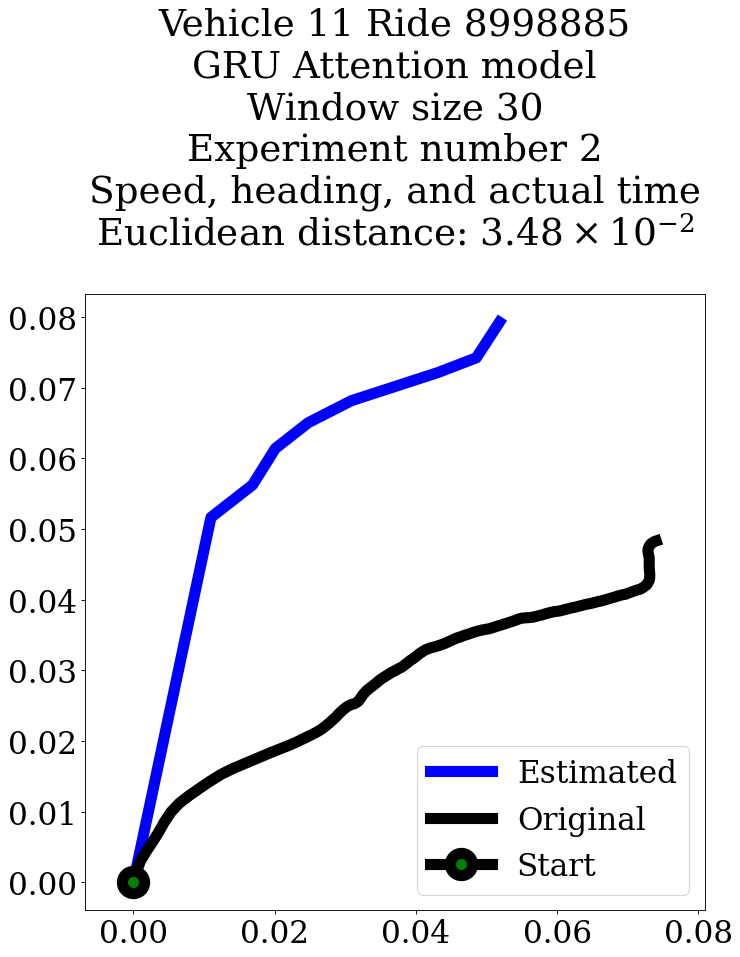 Vehicle 11 Ride 8998885
GRU Attention model
Window size 30
Experiment number 2
Speed, heading, and actual time
Euclidean distance: 3.48 × 10⁻²
0.08
0.07
0.06
0.05
0.04
0.03
0.02
0.01
0.00
Estimated
Original
Start
0.00 0.02 0.04 0.06 0.08